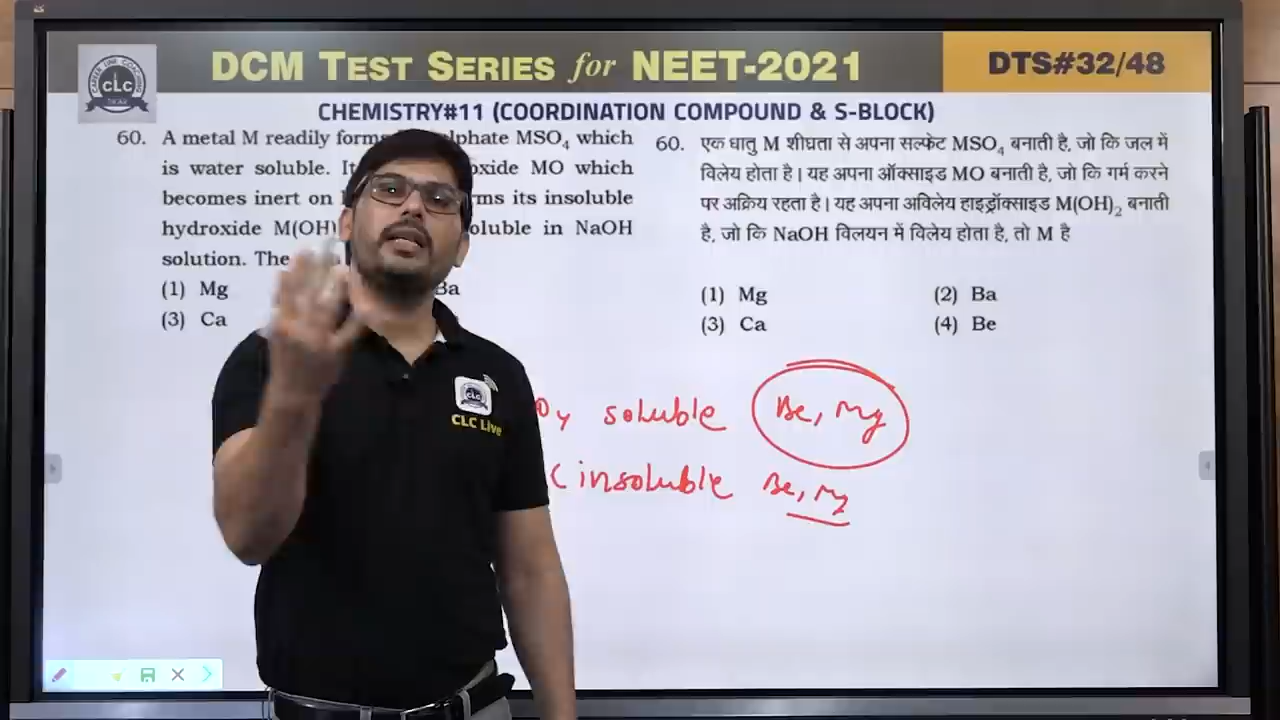 DCM TEST SERIES for NEET-2021
DTS#32/48
CLC
CHEMISTRY#11 (COORDINATION COMPOUND & S-BLOCK)
60. A metal M readily forms sulphate MSO₄ which
is water soluble. It oxide MO which
becomes inert on forms its insoluble
hydroxide M(OH) soluble in NaOH
solution. The
(1) Mg Ba
(3) Ca
60. एक धातु M शीघ्रता से अपना सल्फेट MSO₄ बनाती है, जो कि जल में
विलेय होता है। यह अपना ऑक्साइड MO बनाती है, जो कि गर्म करने
पर अक्रिय रहता है। यह अपना अविलेय हाइड्रॉक्साइड M(OH)₂ बनाती
है, जो कि NaOH विलयन में विलेय होता है, तो M है
(1) Mg (2) Ba
(3) Ca (4) Be
soluble Be, Mg
insoluble Be, Mg
CLC Live